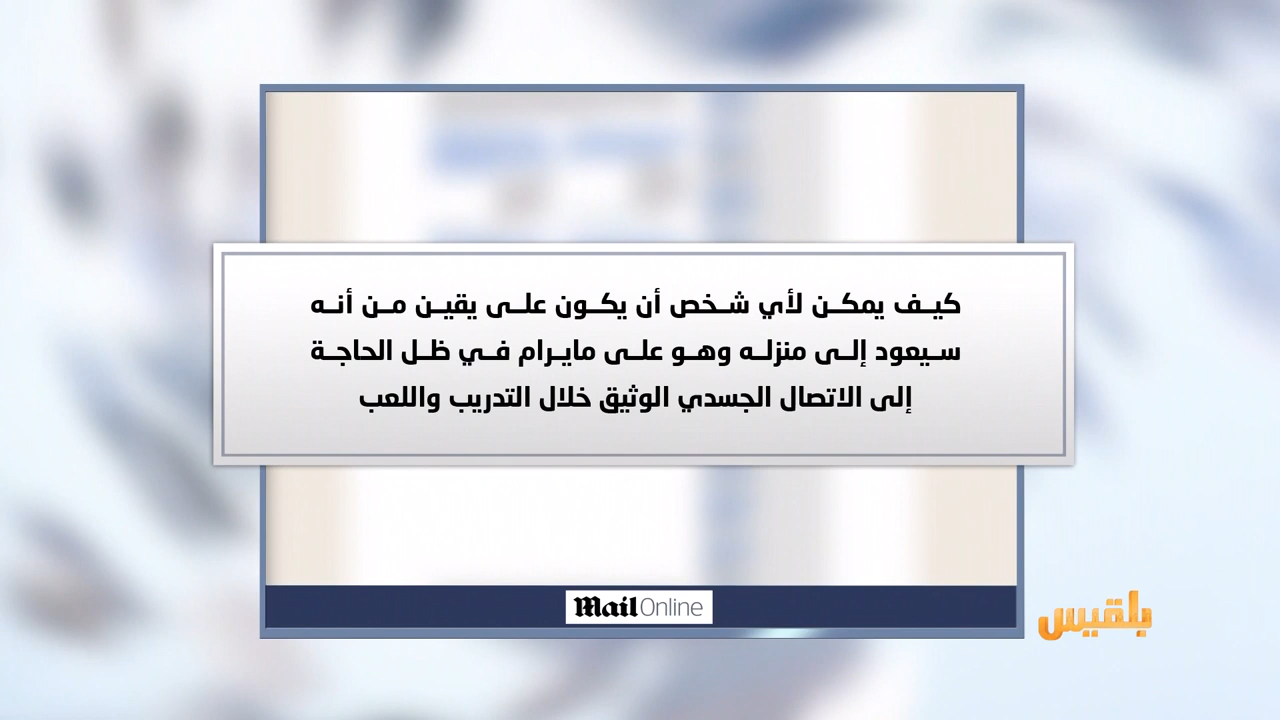 كيف يمكن لأي شخص أن يكون على يقين من أنه
سيعود إلى منزله وهو على مايرام في ظل الحاجة
إلى الاتصال الجسدي الوثيق خلال التدريب واللعب
Mail Online
بلقيس